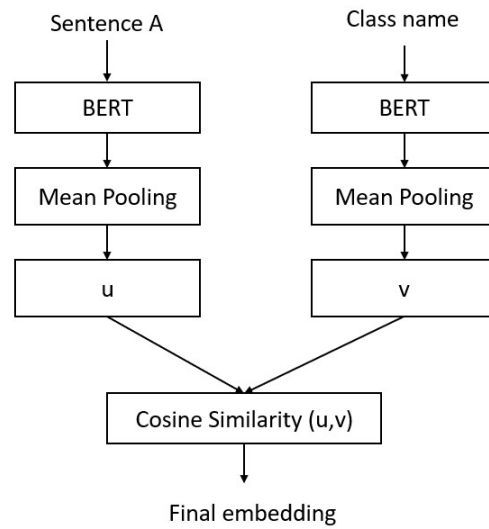 Sentence A
Class name
BERT
BERT
Mean Pooling
Mean Pooling
u
v
Cosine Similarity (u,v)
Final embedding